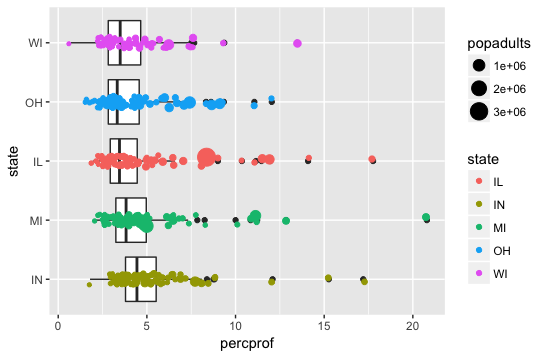 WI
OH
IL
MI
IN
state
0
5
10
15
20
percprof
popadults
1e+06
2e+06
3e+06
state
IL
IN
MI
OH
WI